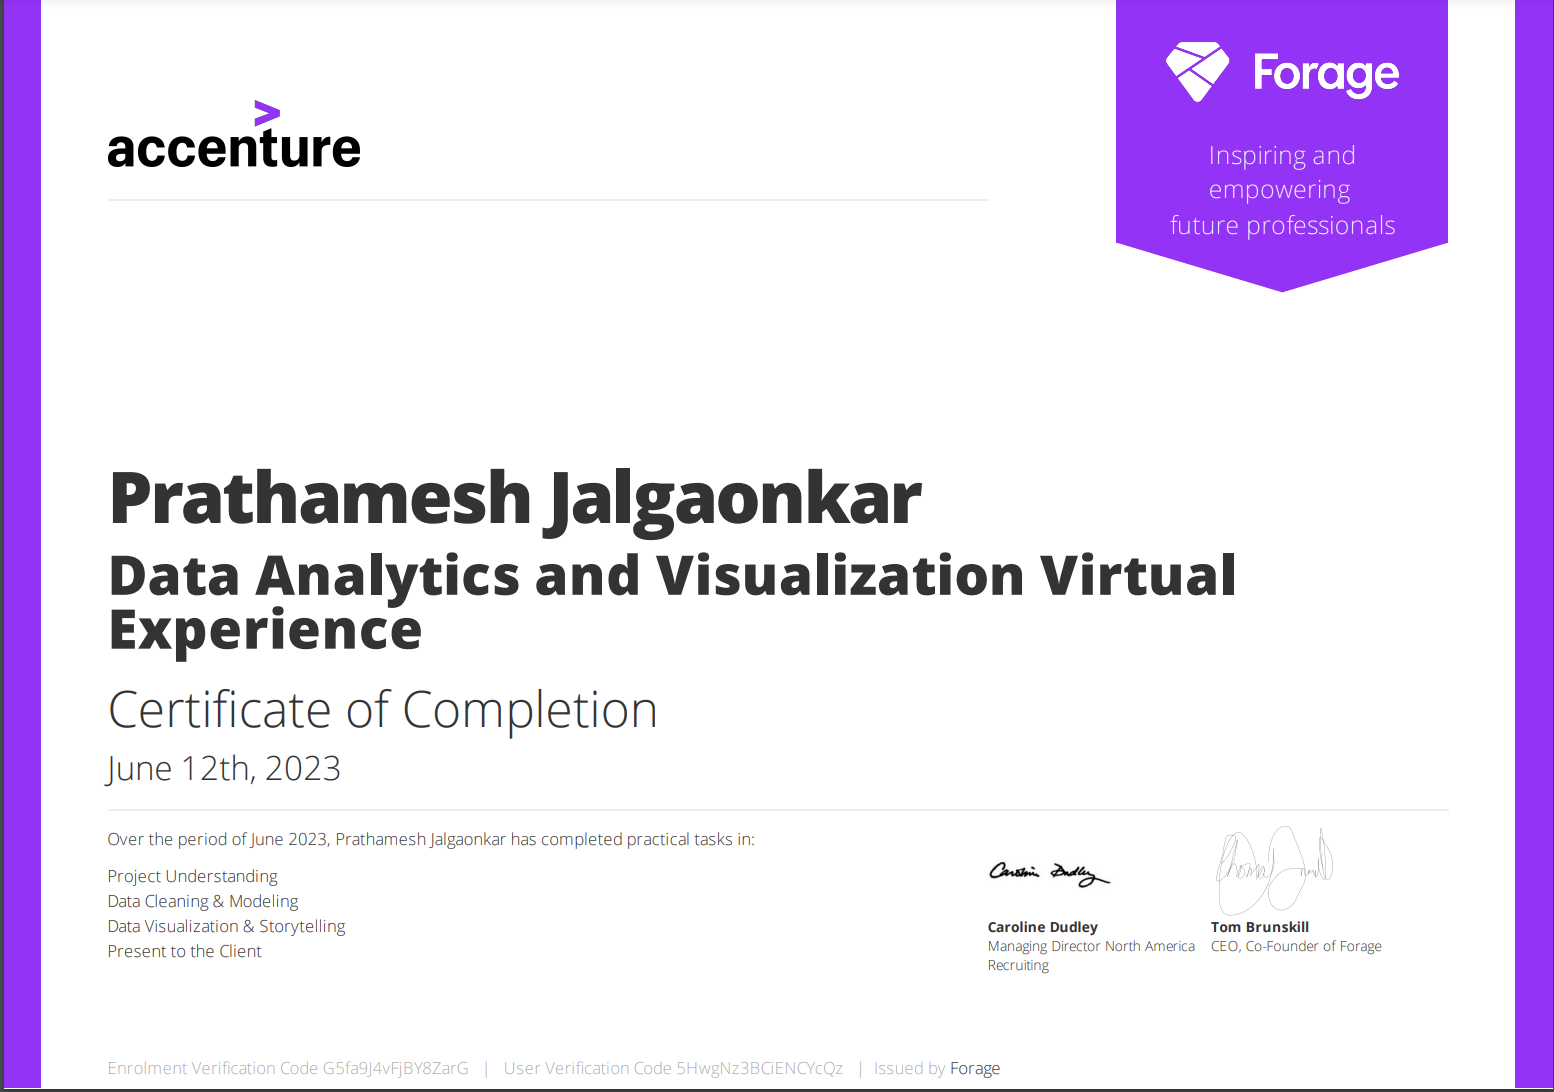 accenture
Forage
Inspiring and
empowering
future professionals
Prathamesh Jalgaonkar
Data Analytics and Visualization Virtual
Experience
Certificate of Completion
June 12th, 2023
Over the period of June 2023, Prathamesh Jalgaonkar has completed practical tasks in:
Project Understanding
Data Cleaning & Modeling
Data Visualization & Storytelling
Present to the Client
Caroline Dudley
Caroline Dudley
Managing Director North America
Recruiting
Tom Brunskill
CEO, Co-Founder of Forage
Enrolment Verification Code G5fa9J4vFjBY8ZarG | User Verification Code 5HwgNz3BCiENCYcQz | Issued by Forage